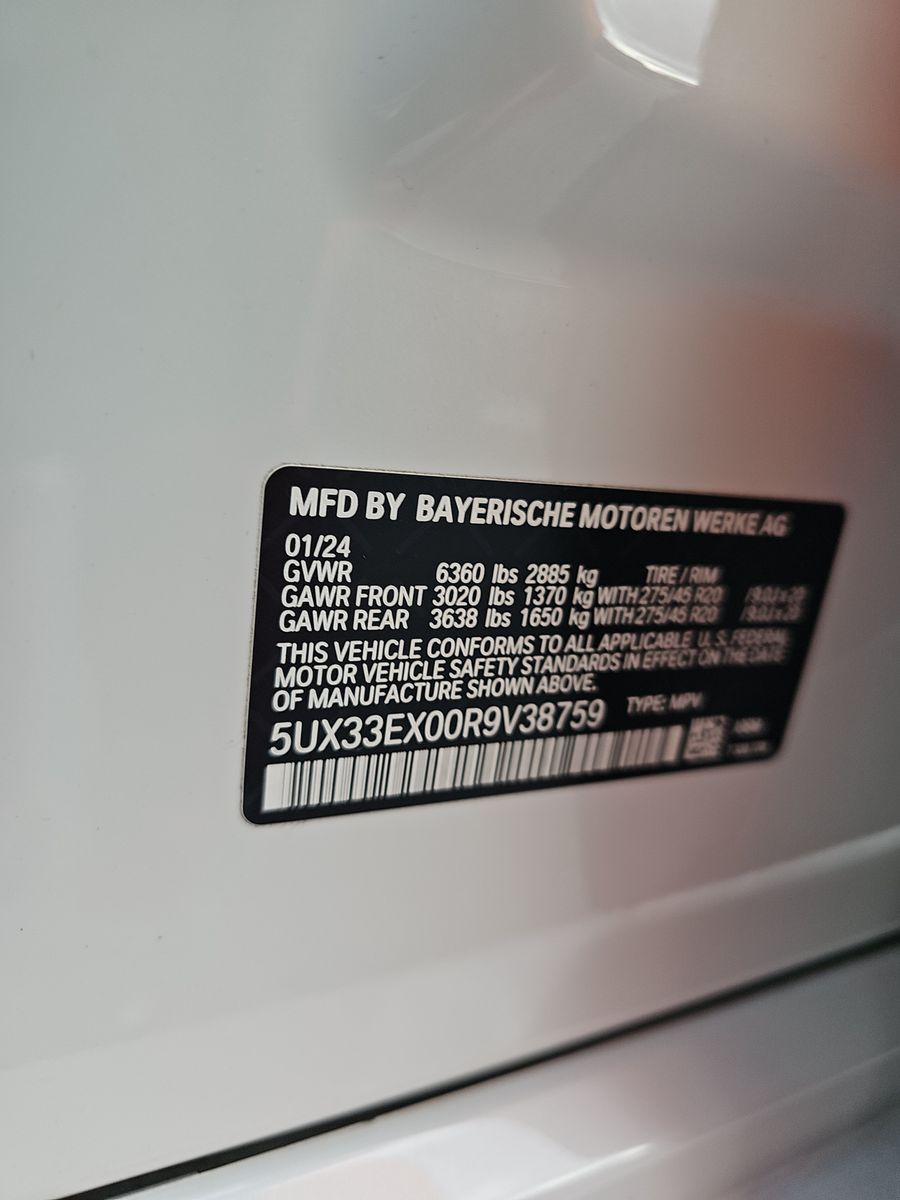 MFD BY BAYERISCHE MOTOREN WERKE AG
01/24
GVWR 6360 lbs 2885 kg TIRE / RIM
GAWR FRONT 3020 lbs 1370 kg WITH 275/45 R20
GAWR REAR 3638 lbs 1650 kg WITH 275/45 R20
THIS VEHICLE CONFORMS TO ALL APPLICABLE U.S. FEDERAL
MOTOR VEHICLE SAFETY STANDARDS IN EFFECT ON THE DATE
OF MANUFACTURE SHOWN ABOVE.
5UX33EX00R9V38759 TYPE: MPV